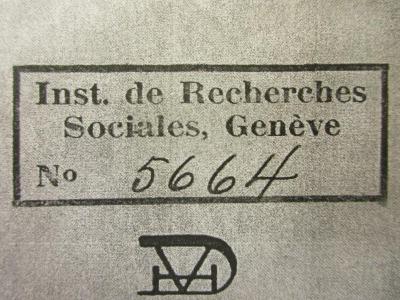 Inst. de Recherches
Sociales, Genève
No 5664